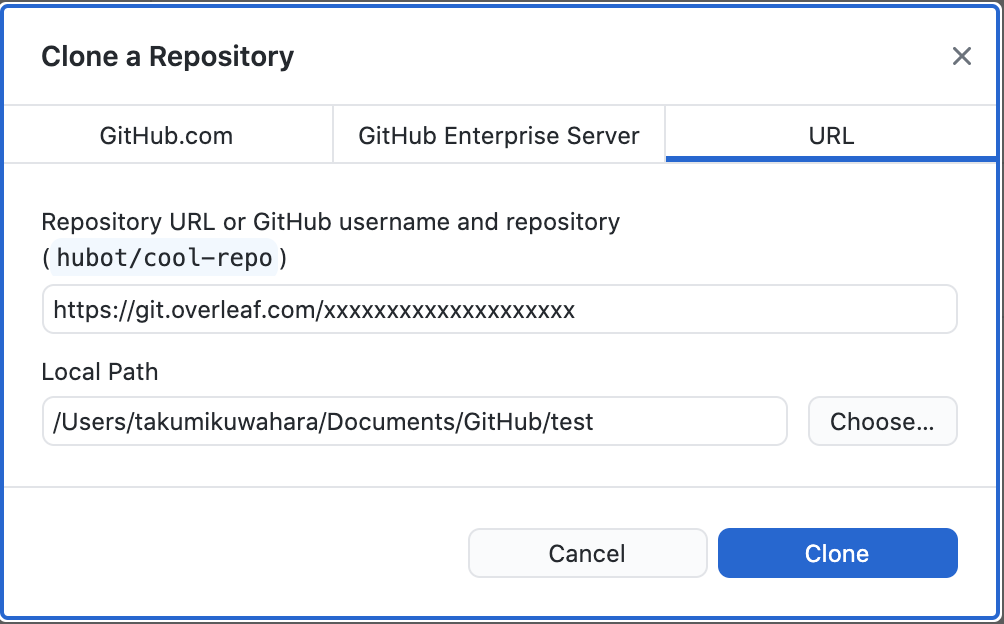 Clone a Repository
GitHub.com
GitHub Enterprise Server
URL
Repository URL or GitHub username and repository
(hubot/cool-repo)
https://git.overleaf.com/xxxxxxxxxxxxxxxxxxxx
Local Path
/Users/takumikuwahara/Documents/GitHub/test
Choose...
Cancel
Clone